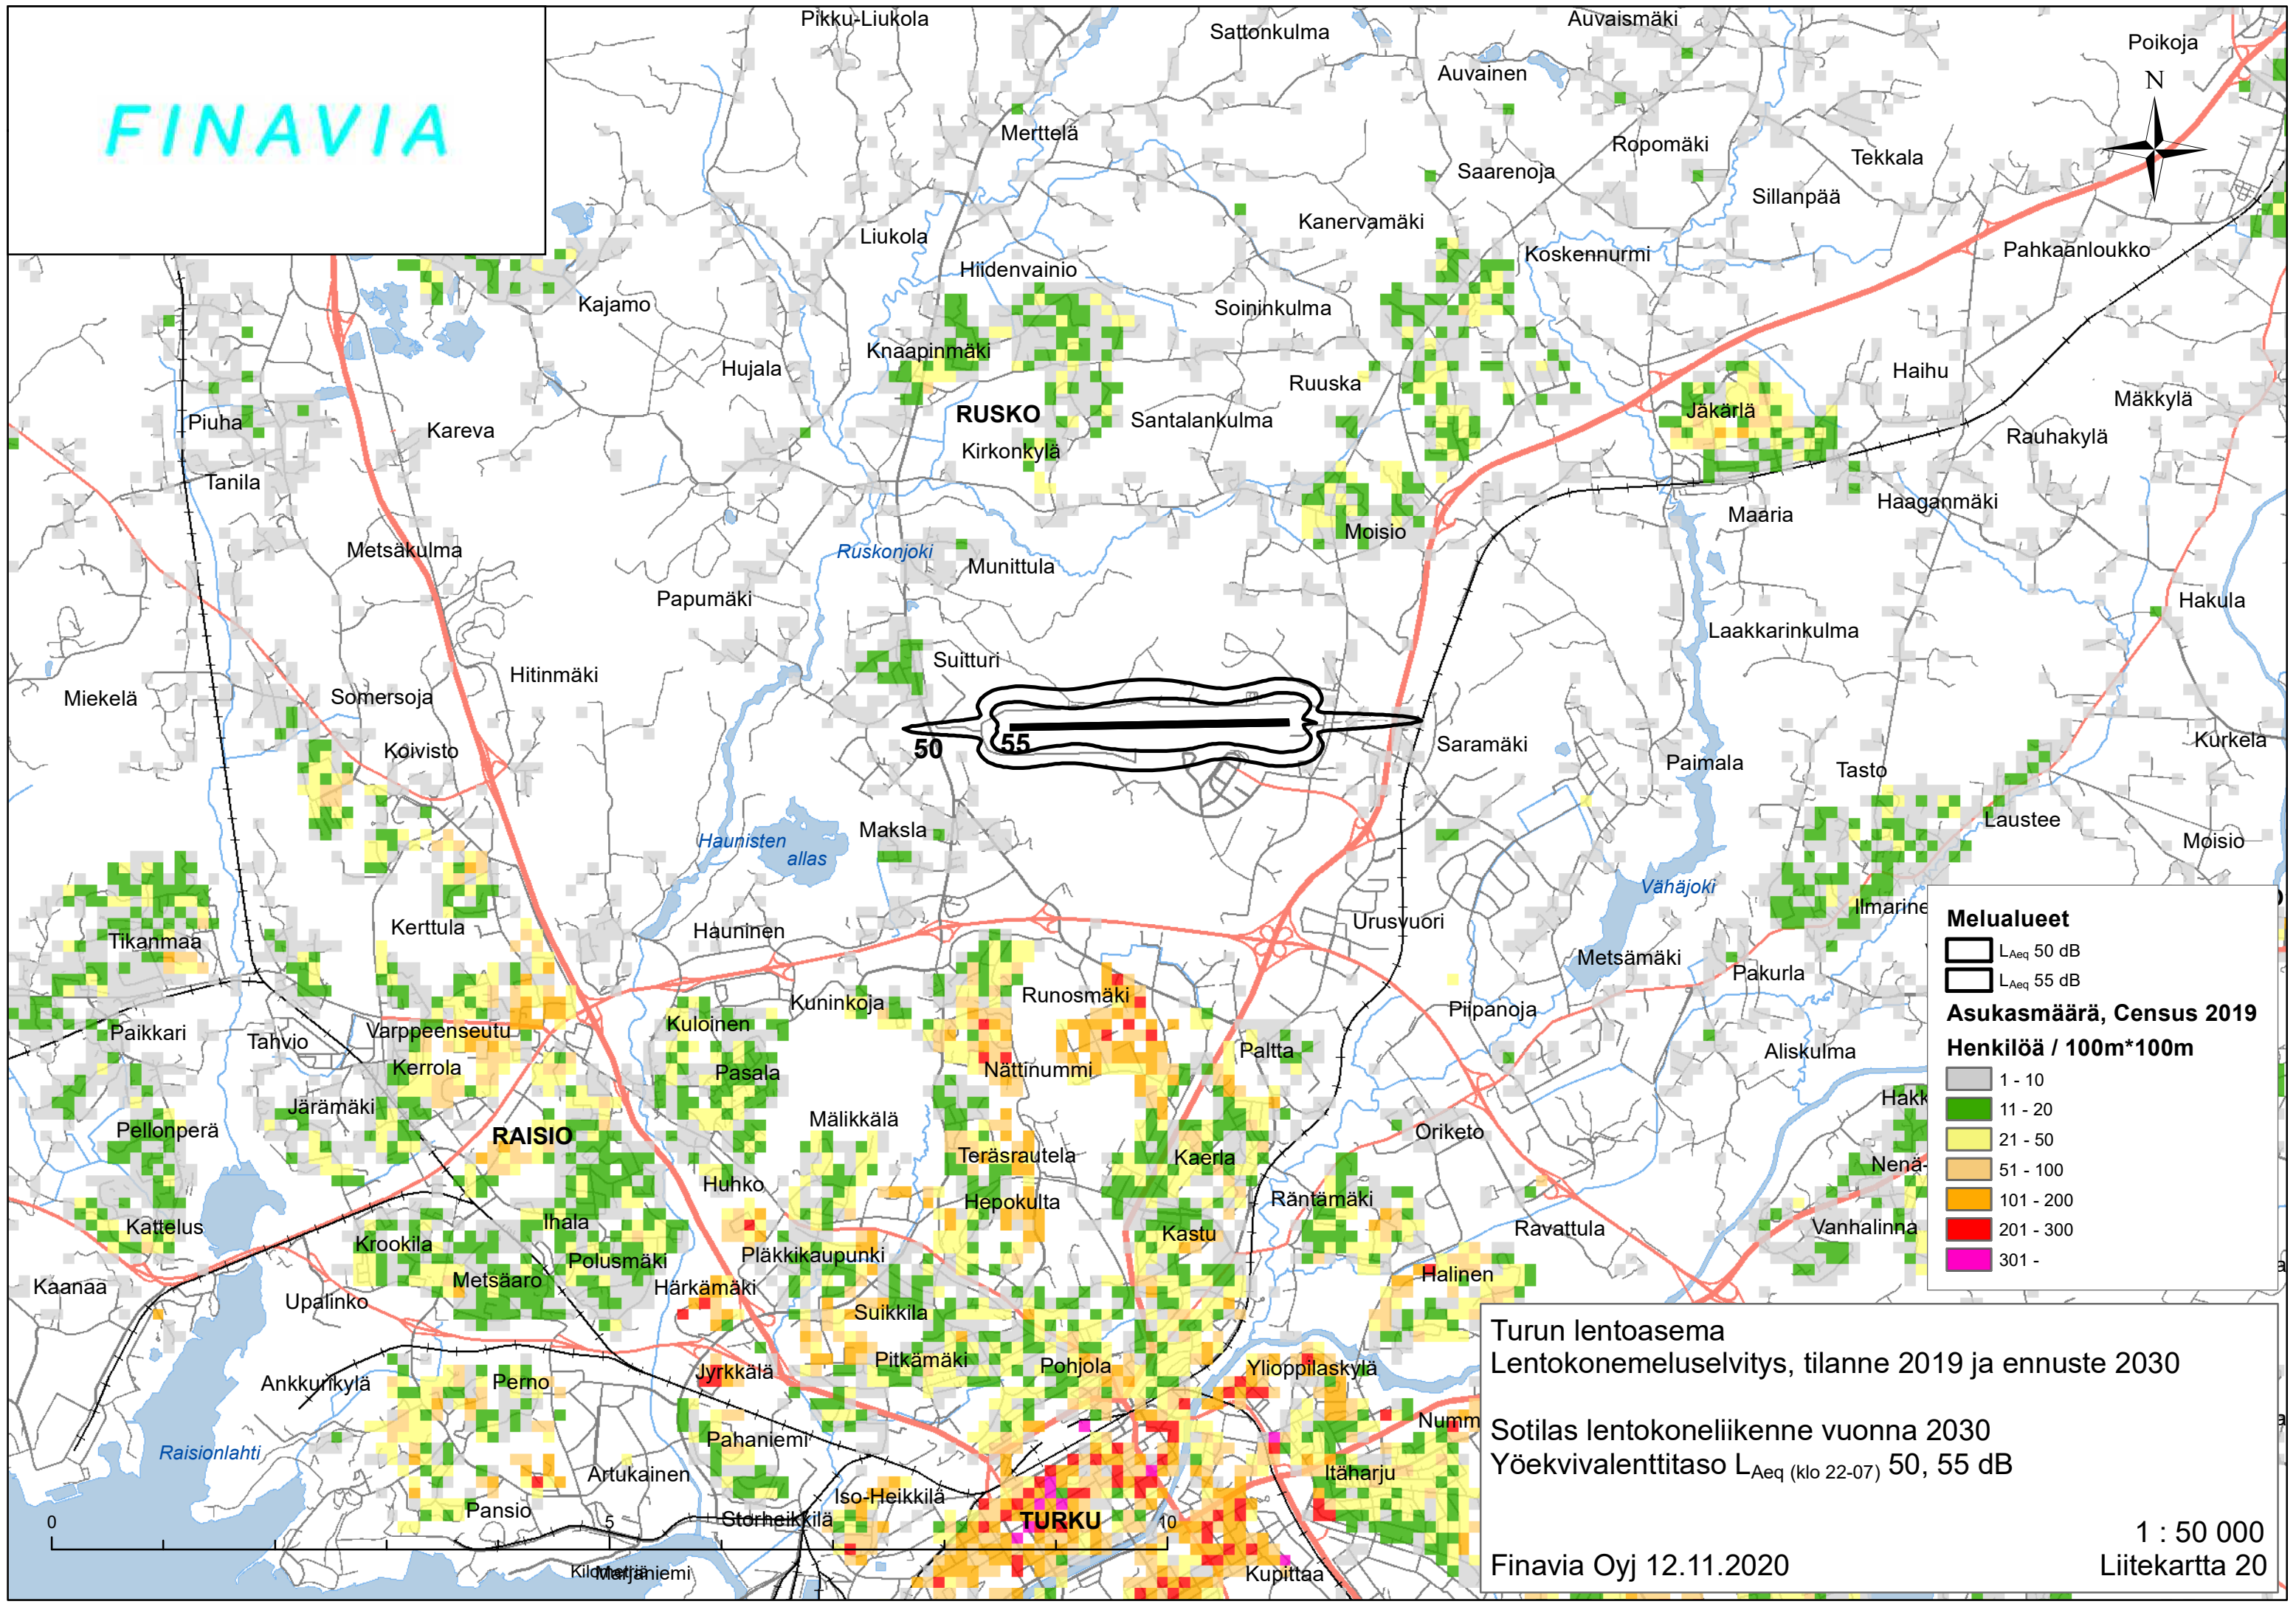 FINAVIA
Pikku-Liukola
Sattonkulma
Auvaismäki
Poikoja
Auvainen
N
Merttelä
Ropomäki
Tekkala
Saarenoja
Sillanpää
Kanervamäki
Liukola
Koskennurmi
Pahkaanloukko
Hiidenvainio
Kajamo
Soininkulma
Knaapinmäki
Hujala
Ruuska
Haihu
Mäkkylä
Jäkärlä
RUSKO
Santalankulma
Piuha
Kareva
Rauhakylä
Kirkonkylä
Tanila
Haaganmäki
Maaria
Moisio
Metsäkulma
Ruskonjoki
Munittula
Papumäki
Hakula
Laakkarinkulma
Suitturi
Hitinmäki
Miekelä
Somersoja
Koivisto
50
55
Saramäki
Kurkela
Paimala
Tasto
Laustee
Maksla
Haunisten
allas
Moisio
Vähäjoki
Ilmarine
Kerttula
Hauninen
Urusvuori
Tikanmaa
Metsämäki
Pakurla
Kuninkoja
Runosmäki
Piipanoja
Paikkari
Varppeenseutu
Kuloinen
Tahvio
Paltta
Aliskulma
Kerrola
Pasala
Nättinummi
Järämäki
Mälikkälä
Hakk
Pellonperä
RAISIO
Oriketo
Teräsrautela
Kaerla
Nenä-
Huhko
Hepokulta
Räntämäki
Kattelus
Ihala
Kastu
Ravattula
Vanhalinna
Krookila
Polusmäki
Pläkkikaupunki
Metsäaro
Härkämäki
Halinen
Kaanaa
Upalinko
Suikkila
Pitkämäki
Pohjola
Ylioppilaskylä
Jyrkkälä
Ankkurikylä
Perno
Numm
Pahaniemi
Raisionlahti
Artukainen
Itäharju
Iso-Heikkilä
Pansio
Storheikkilä
TURKU
0
5
10
Kilometriä
Marjaniemi
Kupittaa
Melualueet
LAeq 50 dB
LAeq 55 dB
Asukasmäärä, Census 2019
Henkilöä / 100m*100m
1 - 10
11 - 20
21 - 50
51 - 100
101 - 200
201 - 300
301 -
Turun lentoasema
Lentokonemeluselvitys, tilanne 2019 ja ennuste 2030
Sotilas lentokoneliikenne vuonna 2030
Yöekvivalenttitaso LAeq (klo 22-07) 50, 55 dB
1 : 50 000
Finavia Oyj 12.11.2020
Liitekartta 20